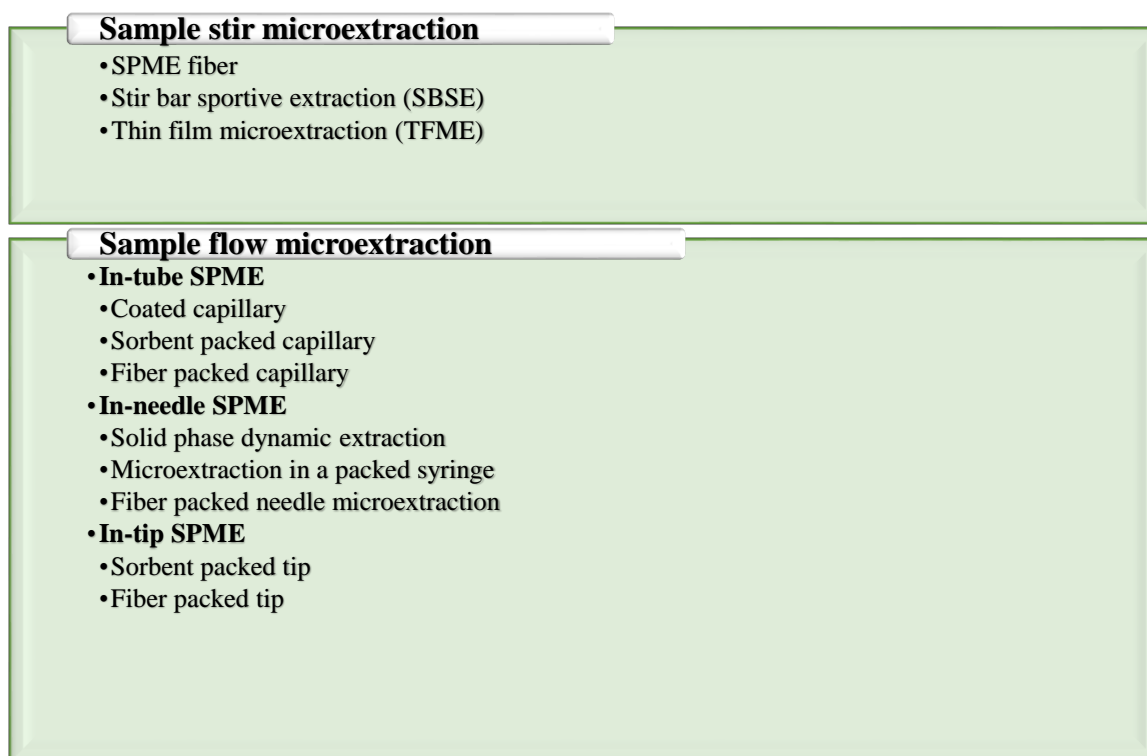 Sample stir microextraction
•SPME fiber
•Stir bar sportive extraction (SBSE)
•Thin film microextraction (TFME)
Sample flow microextraction
•In-tube SPME
•Coated capillary
•Sorbent packed capillary
•Fiber packed capillary
•In-needle SPME
•Solid phase dynamic extraction
•Microextraction in a packed syringe
•Fiber packed needle microextraction
•In-tip SPME
•Sorbent packed tip
•Fiber packed tip